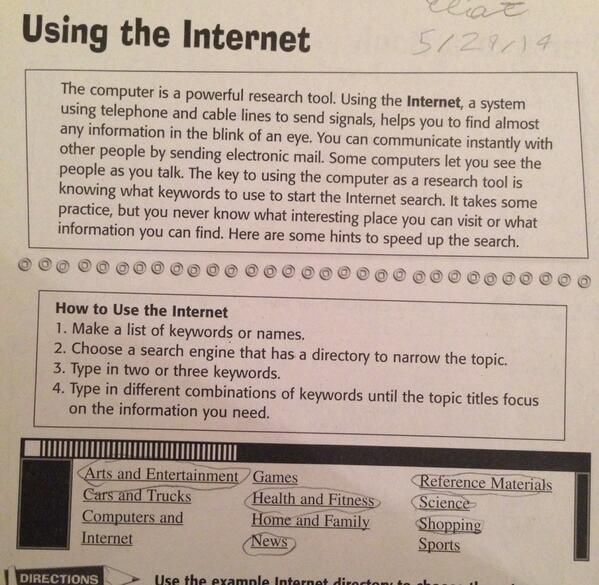 Eliat
5/29/14
Using the Internet
The computer is a powerful research tool. Using the Internet, a system
using telephone and cable lines to send signals, helps you to find almost
any information in the blink of an eye. You can communicate instantly with
other people by sending electronic mail. Some computers let you see the
people as you talk. The key to using the computer as a research tool is
knowing what keywords to use to start the Internet search. It takes some
practice, but you never know what interesting place you can visit or what
information you can find. Here are some hints to speed up the search.
How to Use the Internet
1. Make a list of keywords or names.
2. Choose a search engine that has a directory to narrow the topic.
3. Type in two or three keywords.
4. Type in different combinations of keywords until the topic titles focus
on the information you need.
Arts and Entertainment Games Reference Materials
Cars and Trucks Health and Fitness Science
Computers and Home and Family Shopping
Internet News Sports
DIRECTIONS Use the example Internet directory to choose the